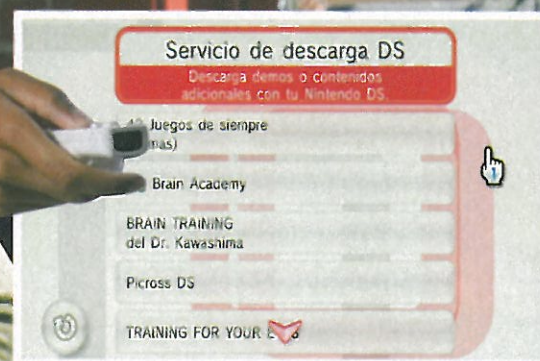 Servicio de descarga DS
Descarga demos o contenidos
adicionales con tu Nintendo DS.
Juegos de siempre
Brain Academy
BRAIN TRAINING
del Dr. Kawashima
Picross DS
TRAINING FOR YOUR
1